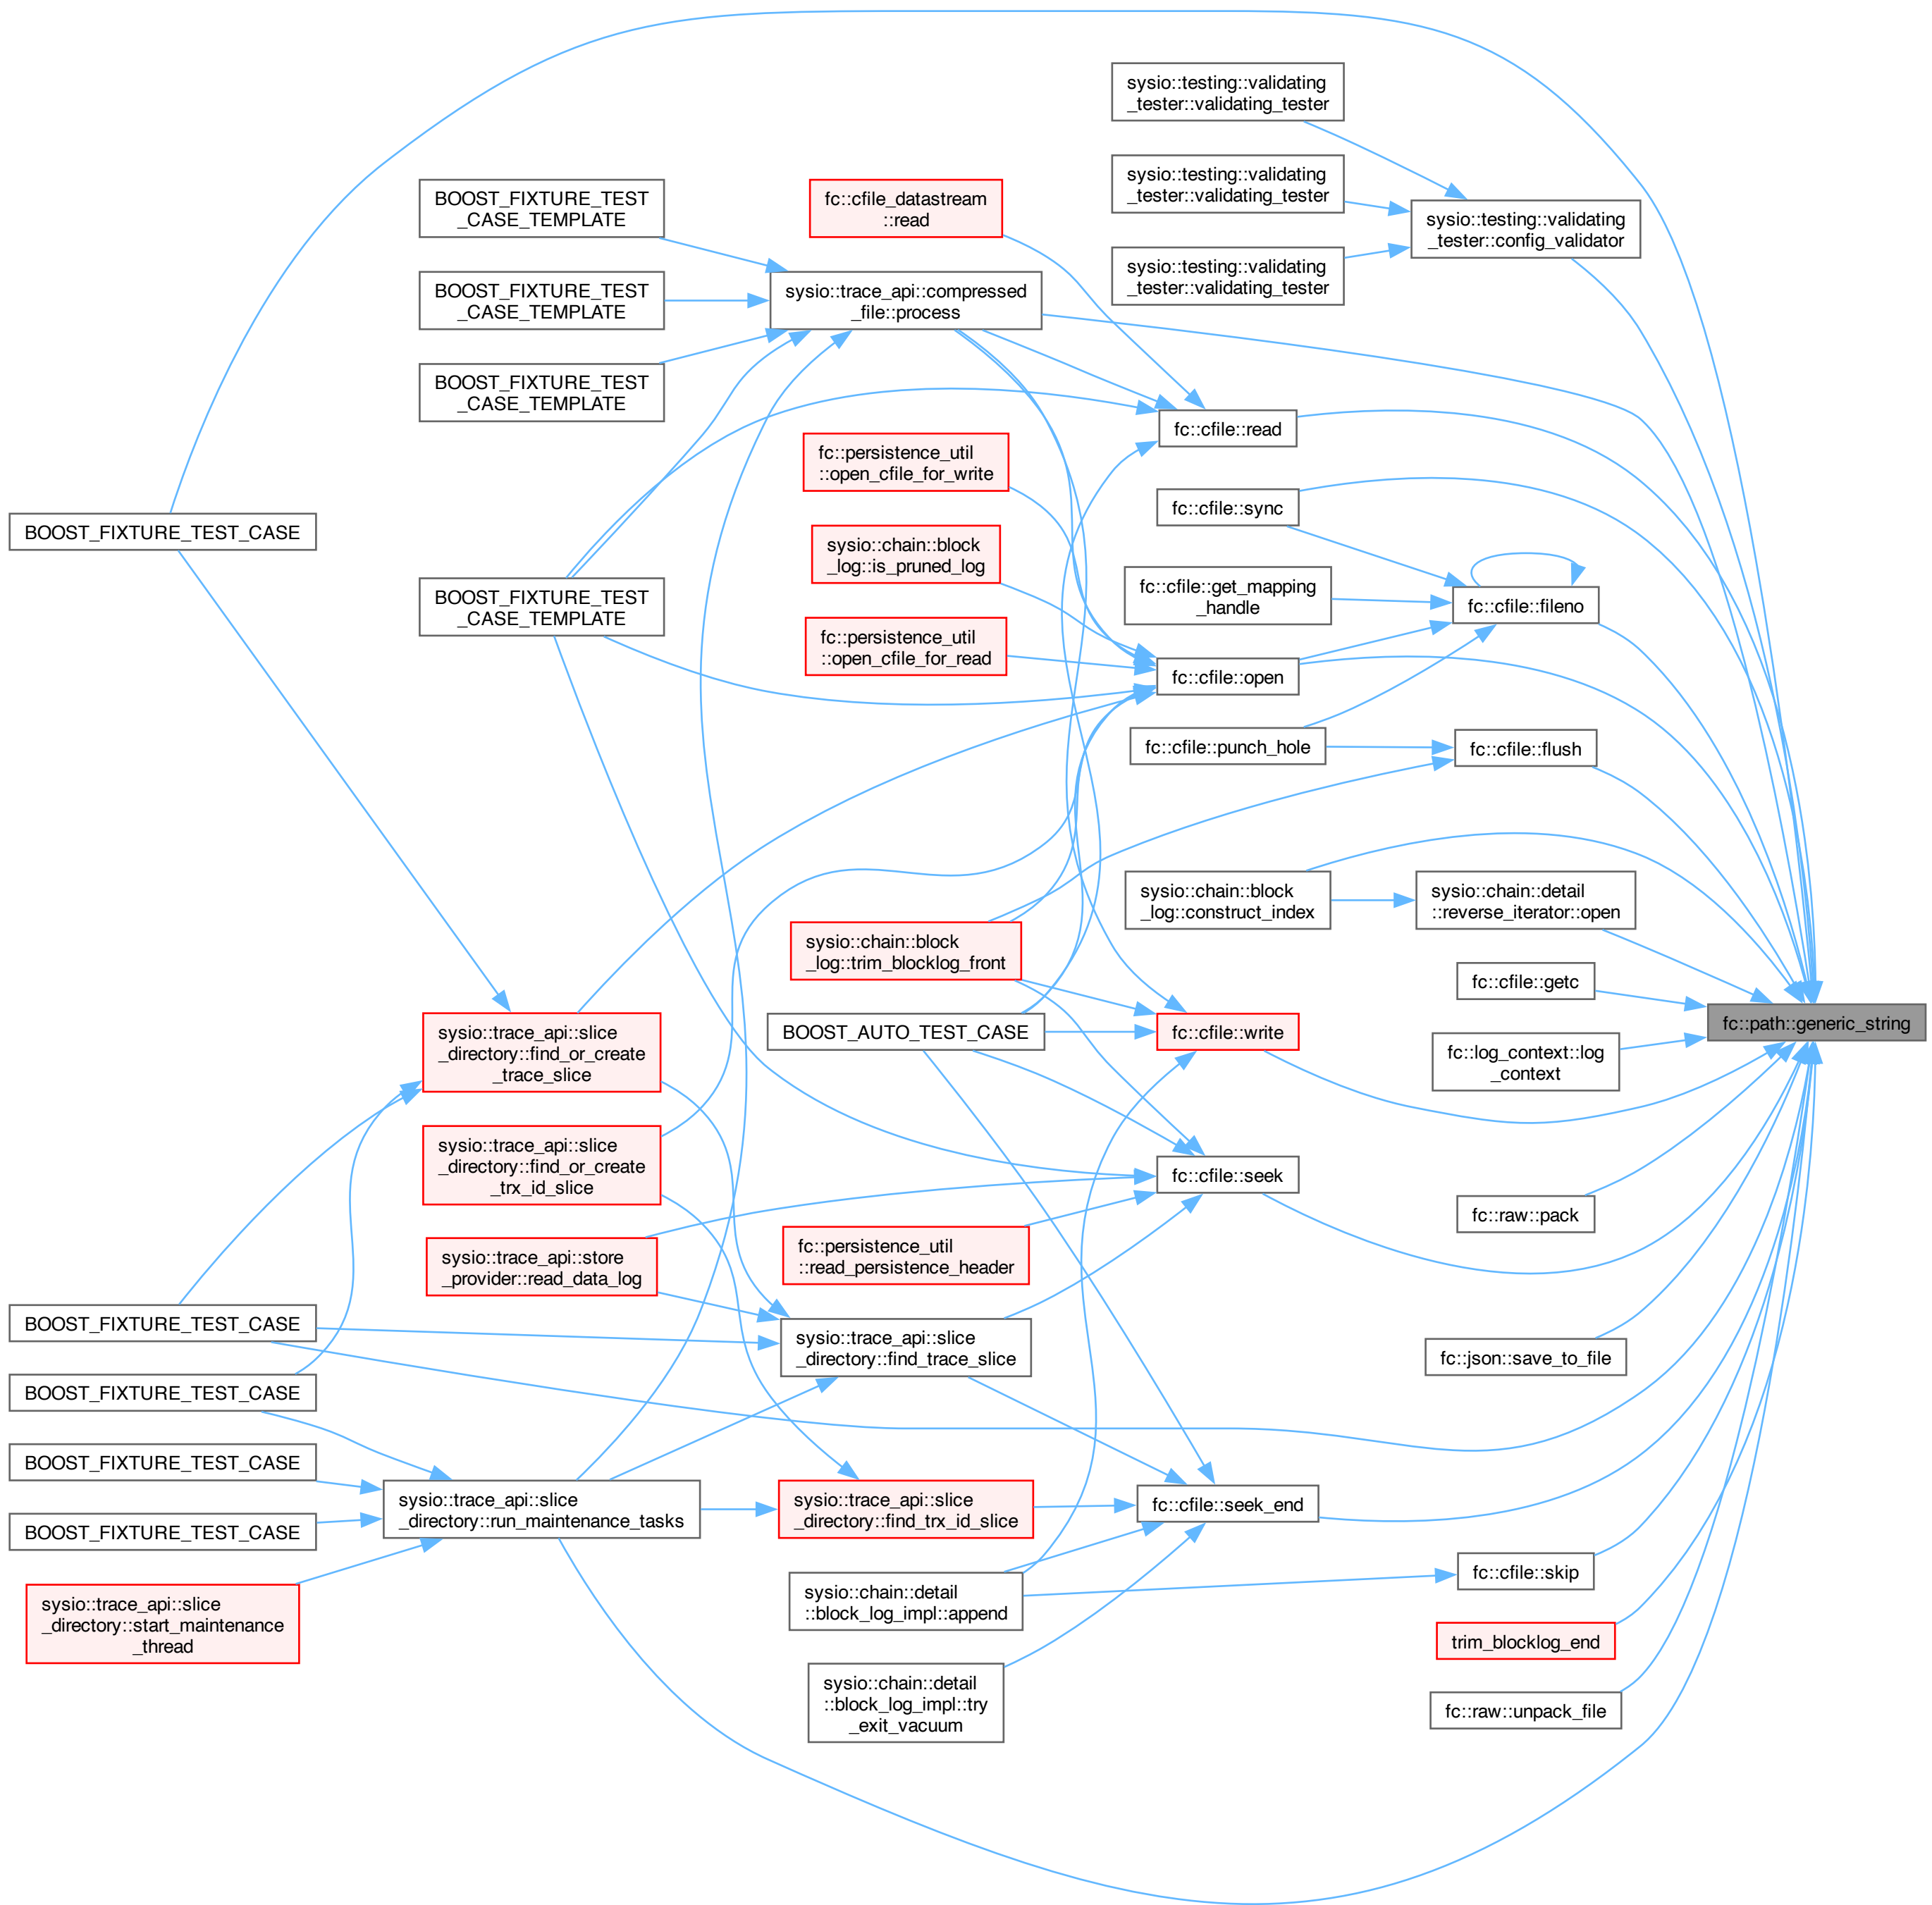 sysio::testing::validating
_tester::validating_tester
BOOST_FIXTURE_TEST
_CASE_TEMPLATE
fc::cfile_datastream
::read
sysio::testing::validating
_tester::validating_tester
sysio::testing::validating
_tester::config_validator
sysio::testing::validating
_tester::validating_tester
BOOST_FIXTURE_TEST
_CASE_TEMPLATE
sysio::trace_api::compressed
_file::process
BOOST_FIXTURE_TEST
_CASE_TEMPLATE
fc::cfile::read
fc::persistence_util
::open_cfile_for_write
fc::cfile::sync
BOOST_FIXTURE_TEST_CASE
sysio::chain::block
_log::is_pruned_log
fc::cfile::get_mapping
_handle
fc::cfile::fileno
BOOST_FIXTURE_TEST
_CASE_TEMPLATE
fc::persistence_util
::open_cfile_for_read
fc::cfile::open
fc::cfile::punch_hole
fc::cfile::flush
sysio::chain::block
_log::construct_index
sysio::chain::detail
::reverse_iterator::open
sysio::chain::block
_log::trim_blocklog_front
fc::cfile::getc
BOOST_AUTO_TEST_CASE
fc::cfile::write
fc::path::generic_string
sysio::trace_api::slice
_directory::find_or_create
_trace_slice
fc::log_context::log
_context
sysio::trace_api::slice
_directory::find_or_create
_trx_id_slice
fc::cfile::seek
fc::raw::pack
sysio::trace_api::store
_provider::read_data_log
fc::persistence_util
::read_persistence_header
BOOST_FIXTURE_TEST_CASE
sysio::trace_api::slice
_directory::find_trace_slice
fc::json::save_to_file
BOOST_FIXTURE_TEST_CASE
BOOST_FIXTURE_TEST_CASE
sysio::trace_api::slice
_directory::run_maintenance_tasks
sysio::trace_api::slice
_directory::find_trx_id_slice
fc::cfile::seek_end
BOOST_FIXTURE_TEST_CASE
sysio::chain::detail
::block_log_impl::append
fc::cfile::skip
sysio::trace_api::slice
_directory::start_maintenance
_thread
trim_blocklog_end
sysio::chain::detail
::block_log_impl::try
_exit_vacuum
fc::raw::unpack_file